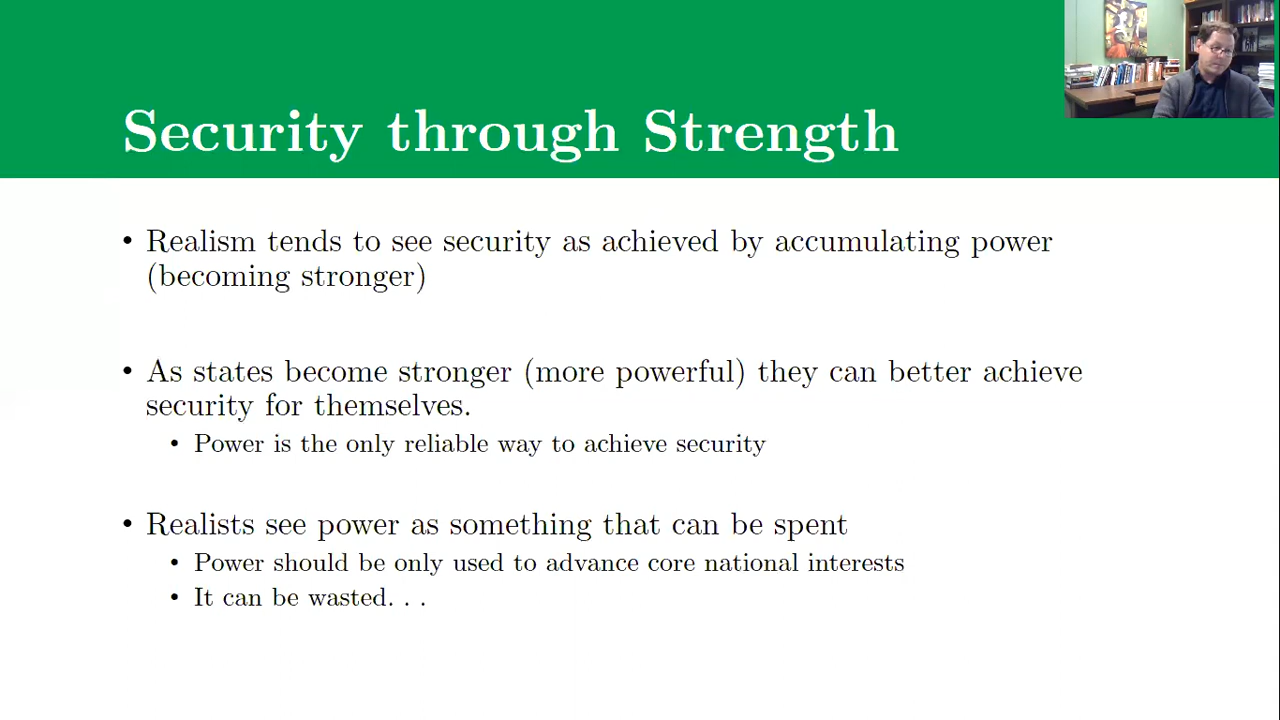 Security through Strength
• Realism tends to see security as achieved by accumulating power
(becoming stronger)
• As states become stronger (more powerful) they can better achieve
security for themselves.
• Power is the only reliable way to achieve security
• Realists see power as something that can be spent
• Power should be only used to advance core national interests
• It can be wasted. . .